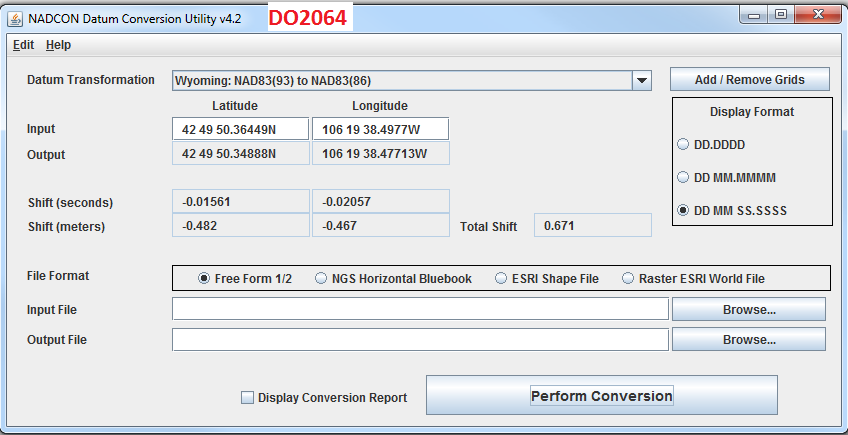 NADCON Datum Conversion Utility v4.2 DO2064
Edit Help
Datum Transformation Wyoming: NAD83(93) to NAD83(86) Add / Remove Grids
Latitude Longitude Display Format
Input 42 49 50.36449N 106 19 38.4977W
DD.DDDD
Output 42 49 50.34888N 106 19 38.47713W
DD MM.MMMM
Shift (seconds) -0.01561 -0.02057
DD MM SS.SSSS
Shift (meters) -0.482 -0.467 Total Shift 0.671
File Format Free Form 1/2 NGS Horizontal Bluebook ESRI Shape File Raster ESRI World File
Input File Browse...
Output File Browse...
Display Conversion Report Perform Conversion